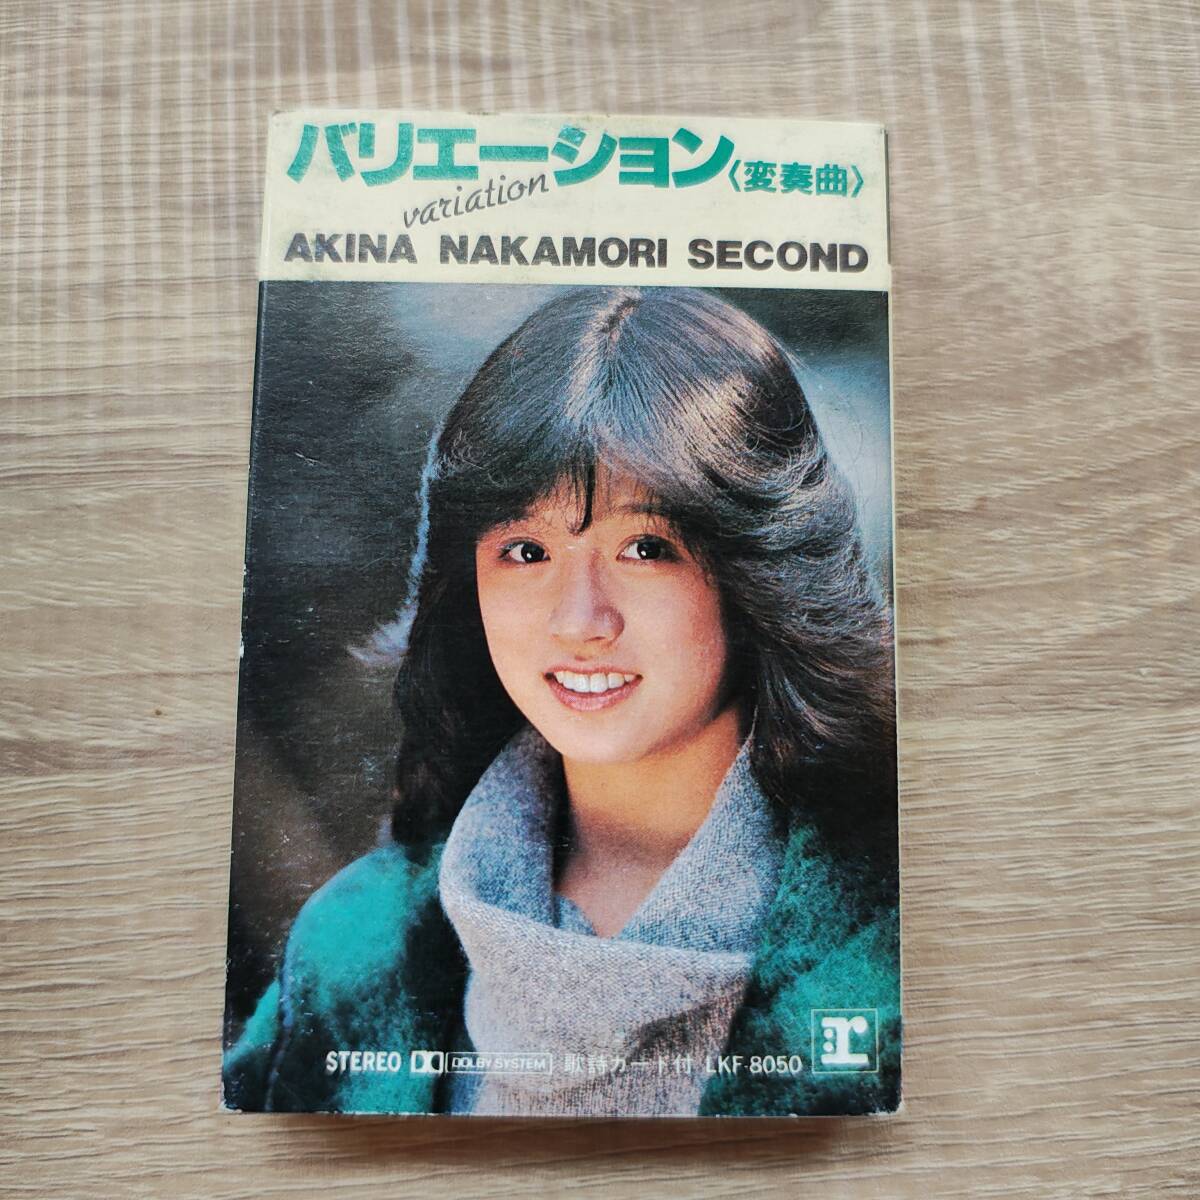 バリエーション〈変奏曲〉
variation
AKINA NAKAMORI SECOND
STEREO DOLBY SYSTEM 歌詩カード付 LKF-8050
r